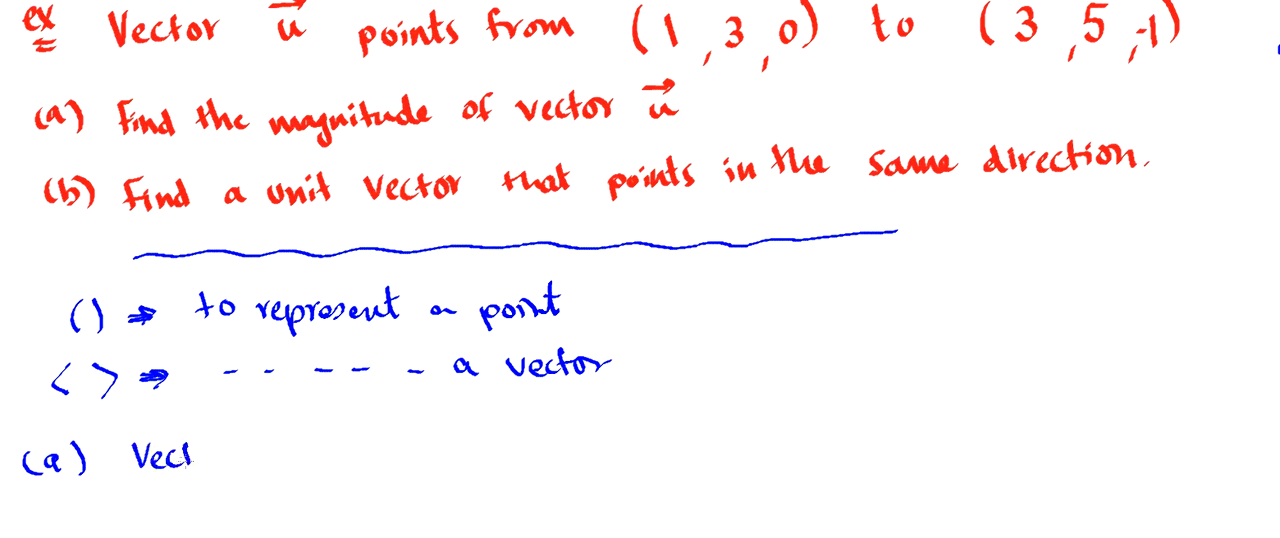 ex Vector u⃗ points from (1, 3, 0) to (3, 5, -1)
(a) Find the magnitude of vector u⃗
(b) Find a unit vector that points in the same direction.
() ⇒ to represent a point
< > ⇒ - - - - - a vector
(a) Vect